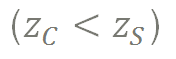 (z_C < z_S)